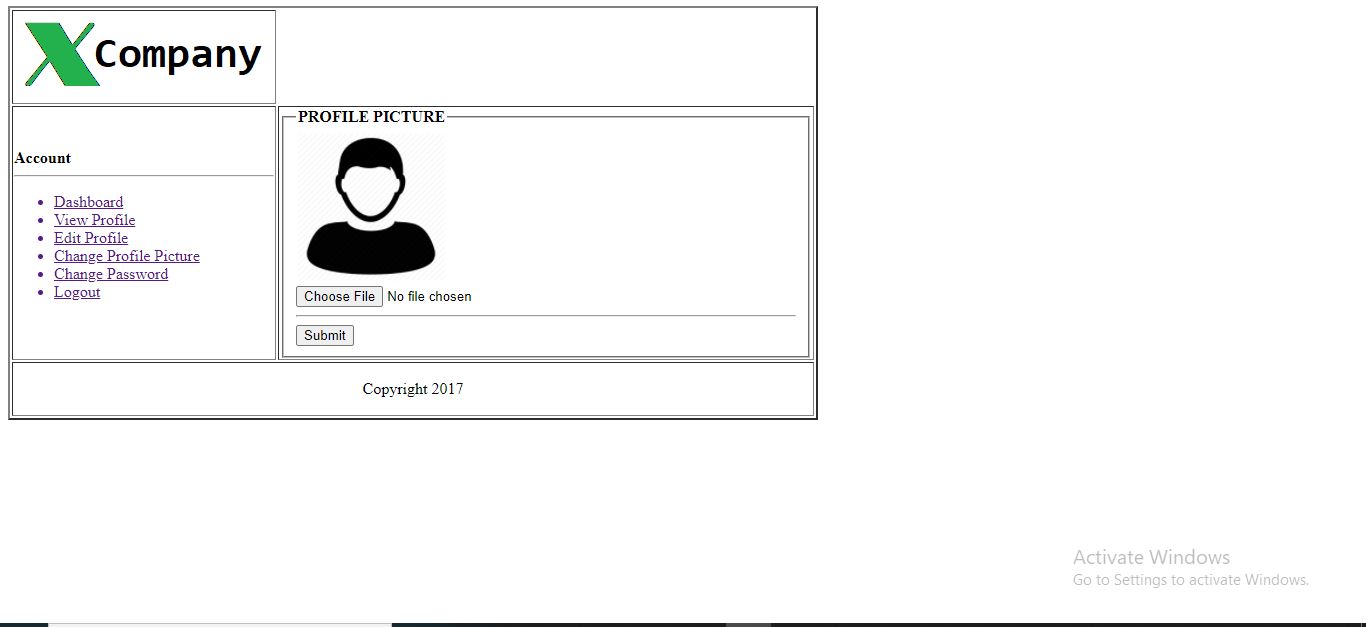 X Company
Account
Dashboard
View Profile
Edit Profile
Change Profile Picture
Change Password
Logout
PROFILE PICTURE
Choose File No file chosen
Submit
Copyright 2017
Activate Windows
Go to Settings to activate Windows.